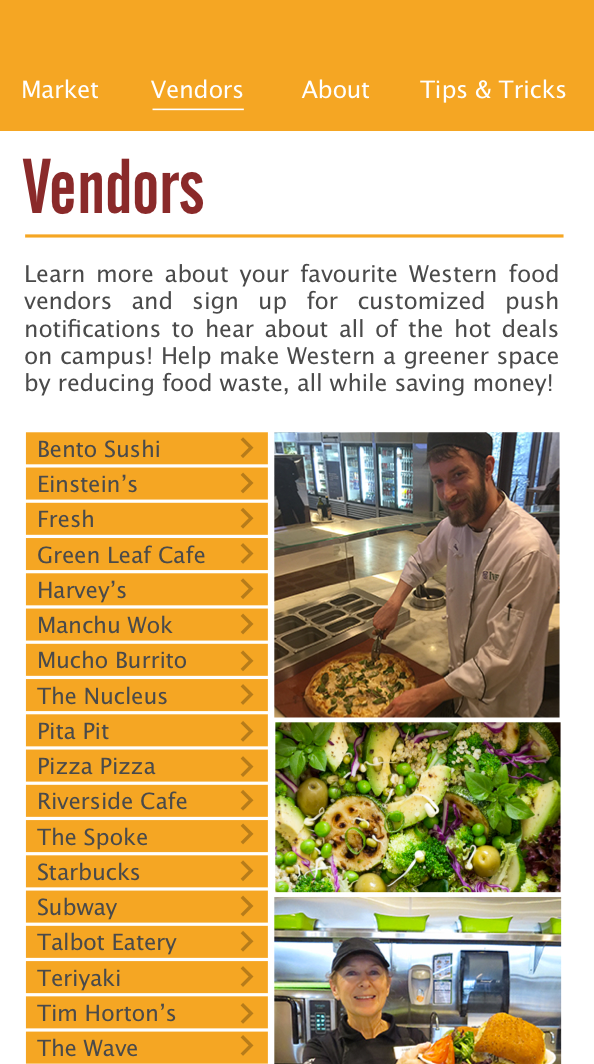 Market Vendors About Tips & Tricks
Vendors
Learn more about your favourite Western food
vendors and sign up for customized push
notifications to hear about all of the hot deals
on campus! Help make Western a greener space
by reducing food waste, all while saving money!
Bento Sushi
Einstein’s
Fresh
Green Leaf Cafe
Harvey’s
Manchu Wok
Mucho Burrito
The Nucleus
Pita Pit
Pizza Pizza
Riverside Cafe
The Spoke
Starbucks
Subway
Talbot Eatery
Teriyaki
Tim Horton’s
The Wave